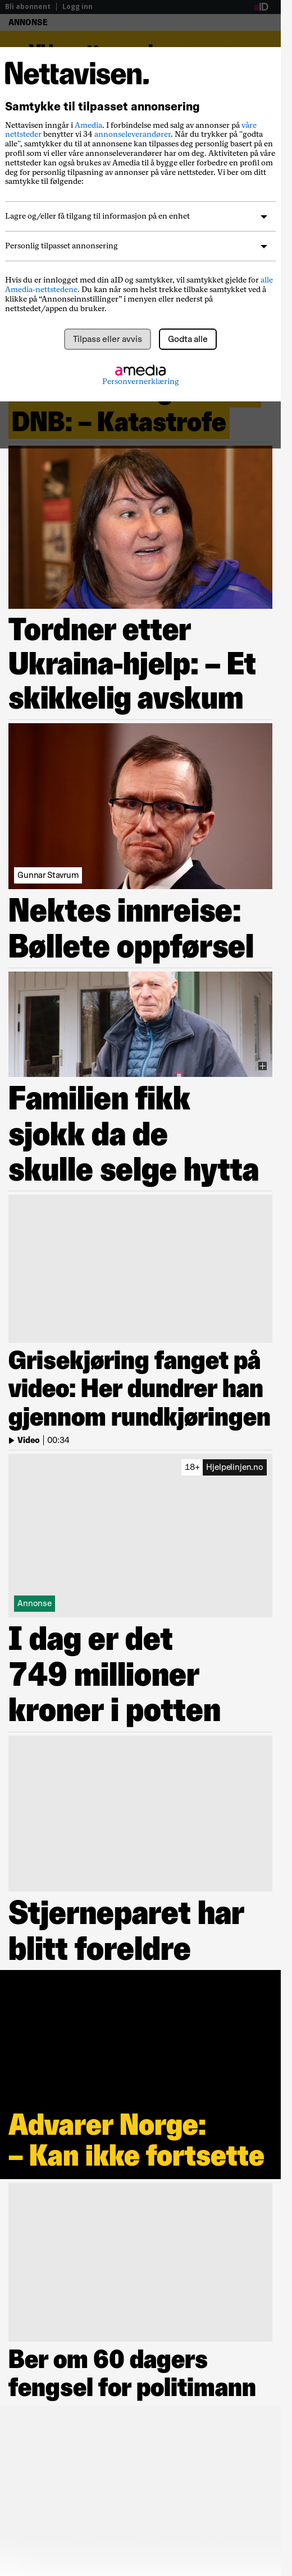 Bli abonnent | Logg inn
aID
ANNONSE
Nettavisen.
Samtykke til tilpasset annonsering
Nettavisen inngår i Amedia. I forbindelse med salg av annonser på våre
nettsteder benytter vi 34 annonseleverandører. Når du trykker på "godta
alle", samtykker du til at annonsene kan tilpasses deg personlig basert på en
profil som vi eller våre annonseleverandører har om deg. Aktivitetene på våre
nettsteder kan også brukes av Amedia til å bygge eller forbedre en profil om
deg for personlig tilpasning av annonser på våre nettsteder. Vi ber om ditt
samtykke til følgende:
Lagre og/eller få tilgang til informasjon på en enhet
Personlig tilpasset annonsering
Hvis du er innlogget med din aID og samtykker, vil samtykket gjelde for alle
Amedia-nettstedene. Du kan når som helst trekke tilbake samtykket ved å
klikke på “Annonseinnstillinger” i menyen eller nederst på
nettstedet/appen du bruker.
Tilpass eller avvis
Godta alle
amedia
Personvernerklæring
DNB: – Katastrofe
Tordner etter
Ukraina-hjelp: – Et
skikkelig avskum
Gunnar Stavrum
Nektes innreise:
Bøllete oppførsel
Familien fikk
sjokk da de
skulle selge hytta
Grisekjøring fanget på
video: Her dundrer han
gjennom rundkjøringen
Video | 00:34
18+ Hjelpelinjen.no
Annonse
I dag er det
749 millioner
kroner i potten
Stjerneparet har
blitt foreldre
Advarer Norge:
– Kan ikke fortsette
Ber om 60 dagers
fengsel for politimann